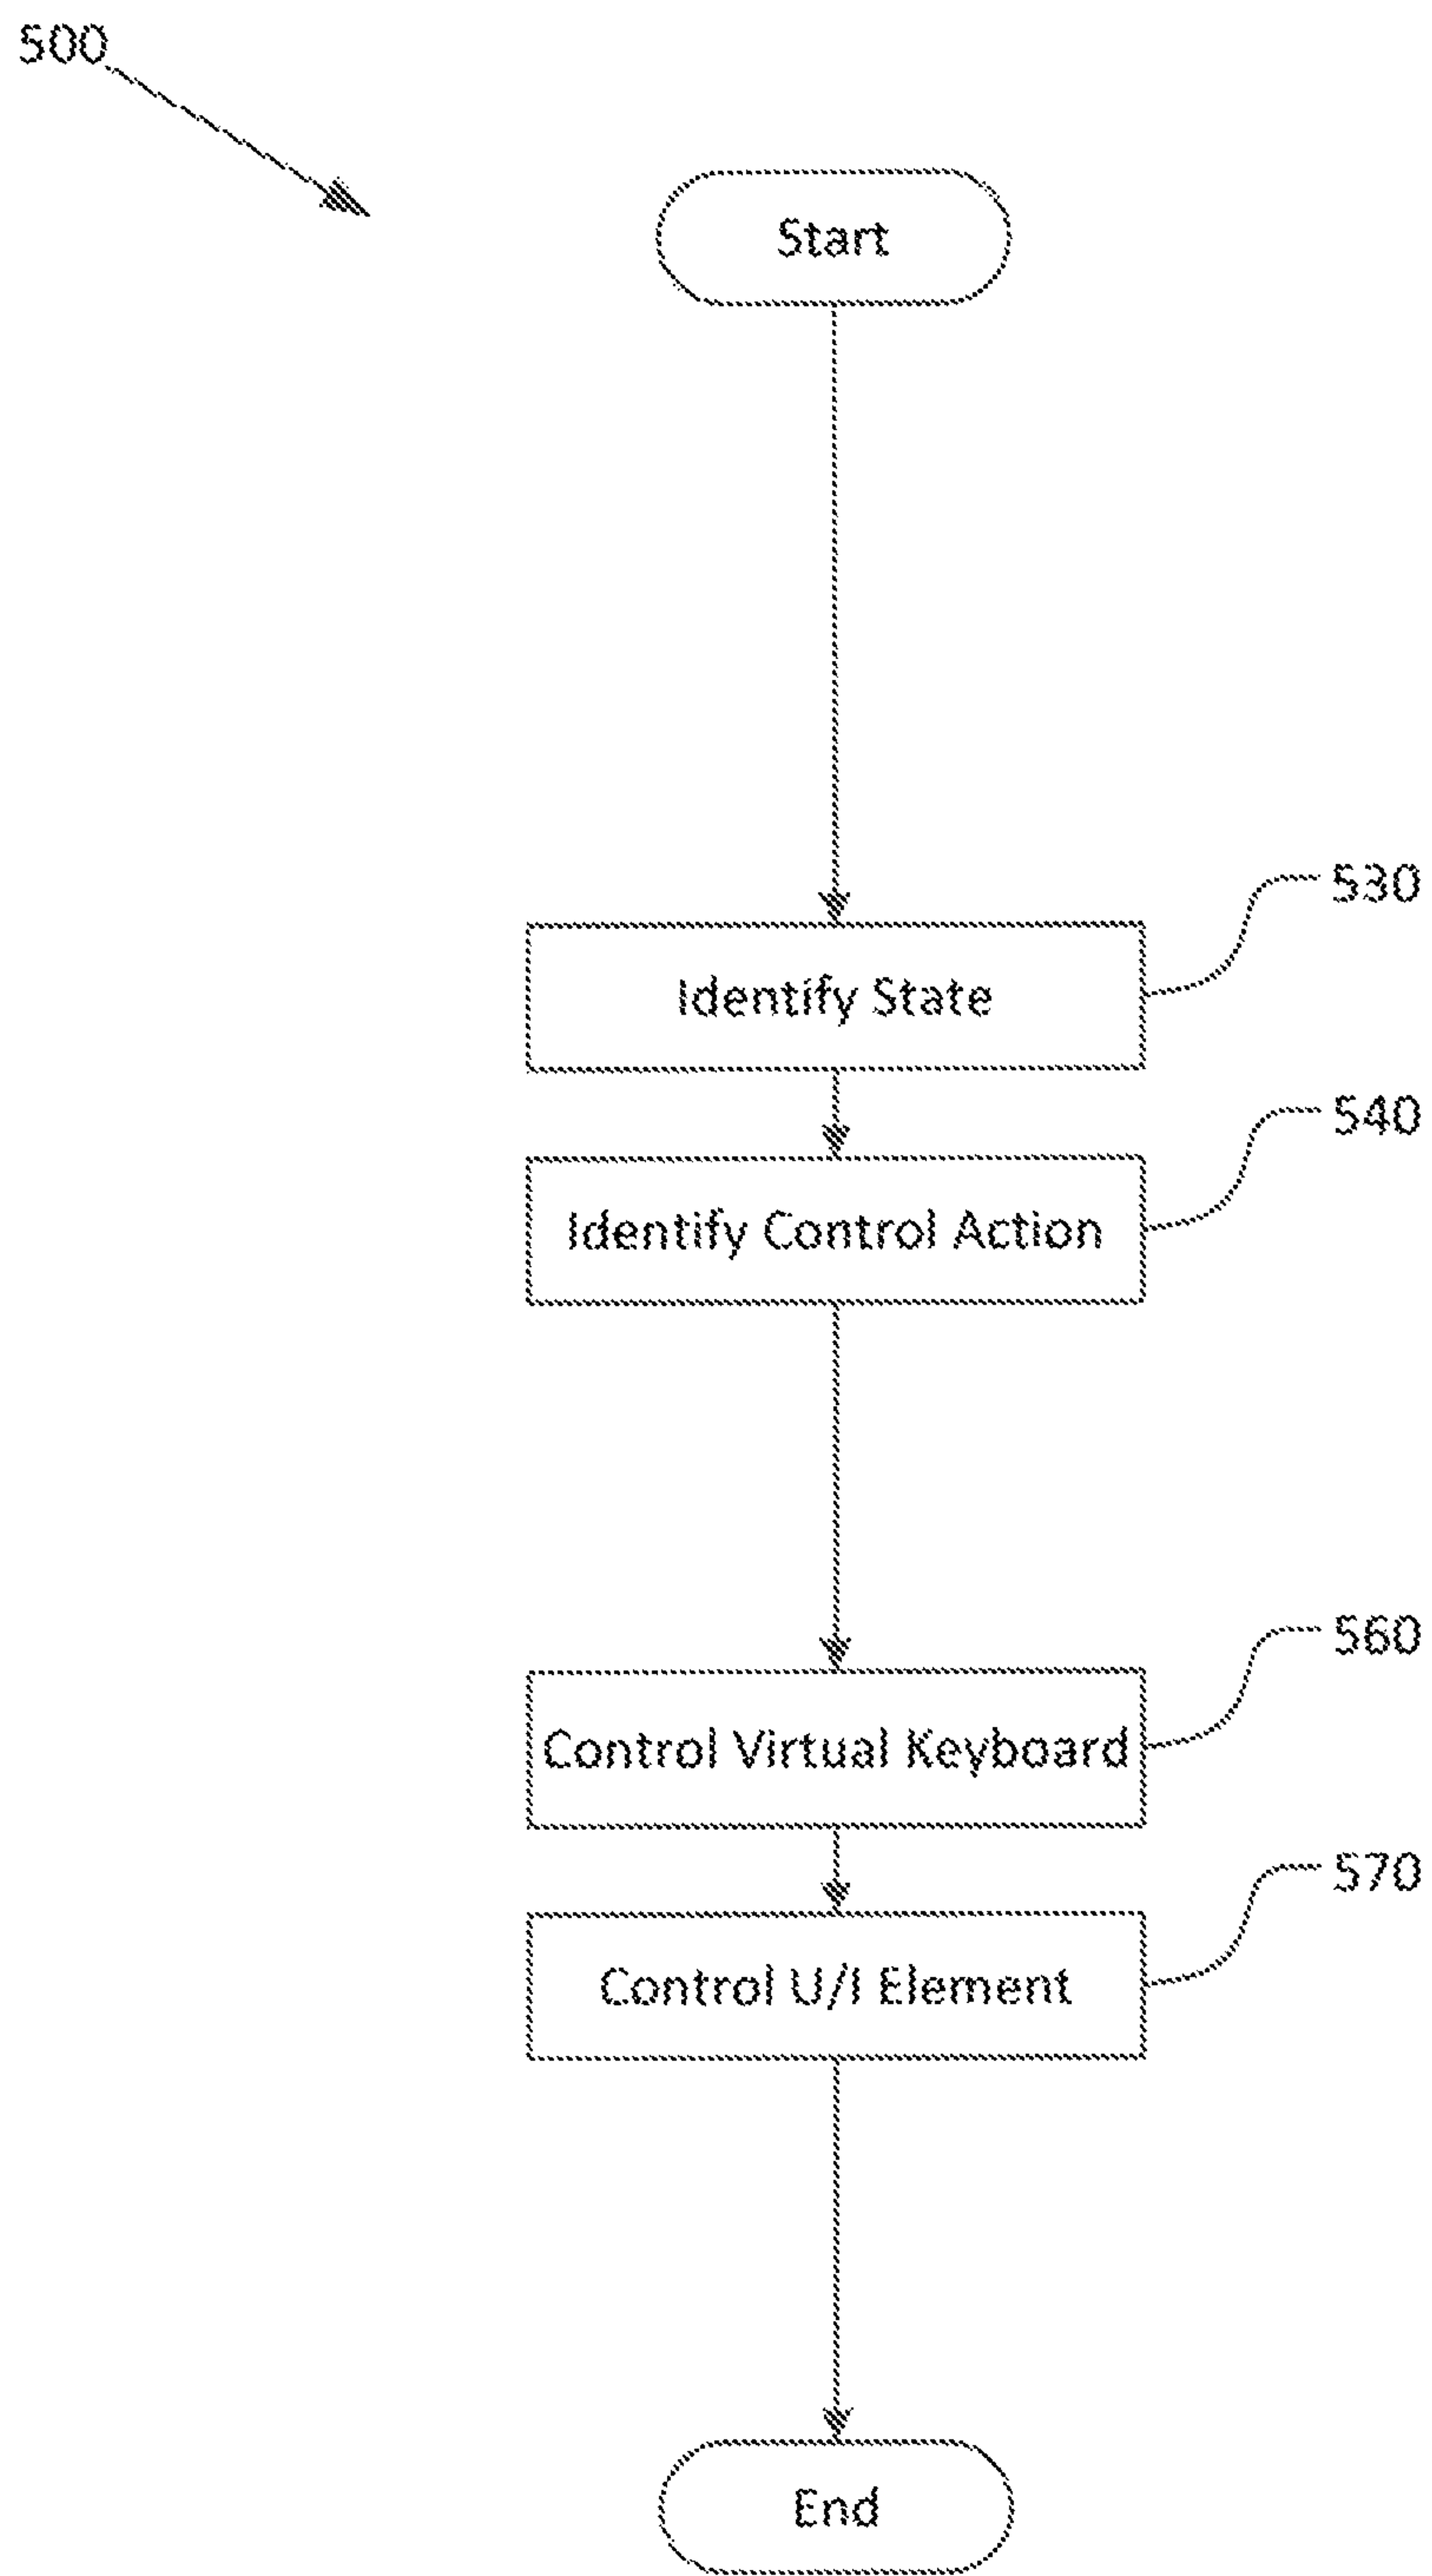 500
Start
530
Identify State
540
Identify Control Action
560
Control Virtual Keyboard
570
Control U/I Element
End